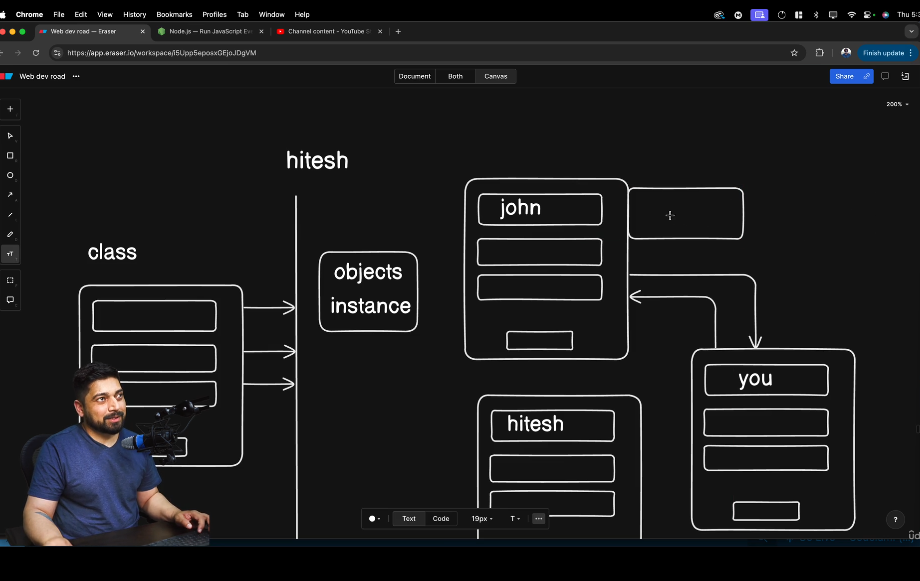 Chrome File Edit View History Bookmarks Profiles Tab Window Help
Web dev road — Eraser
Node.js — Run JavaScript Ev
Channel content - YouTube S
https://app.eraser.io/workspace/i5Upp5eposxGEjoJDgVM
Finish update
Web dev road
Document Both Canvas
Share
200%
hitesh
john
class
objects
instance
you
hitesh
Text Code 19px T
?